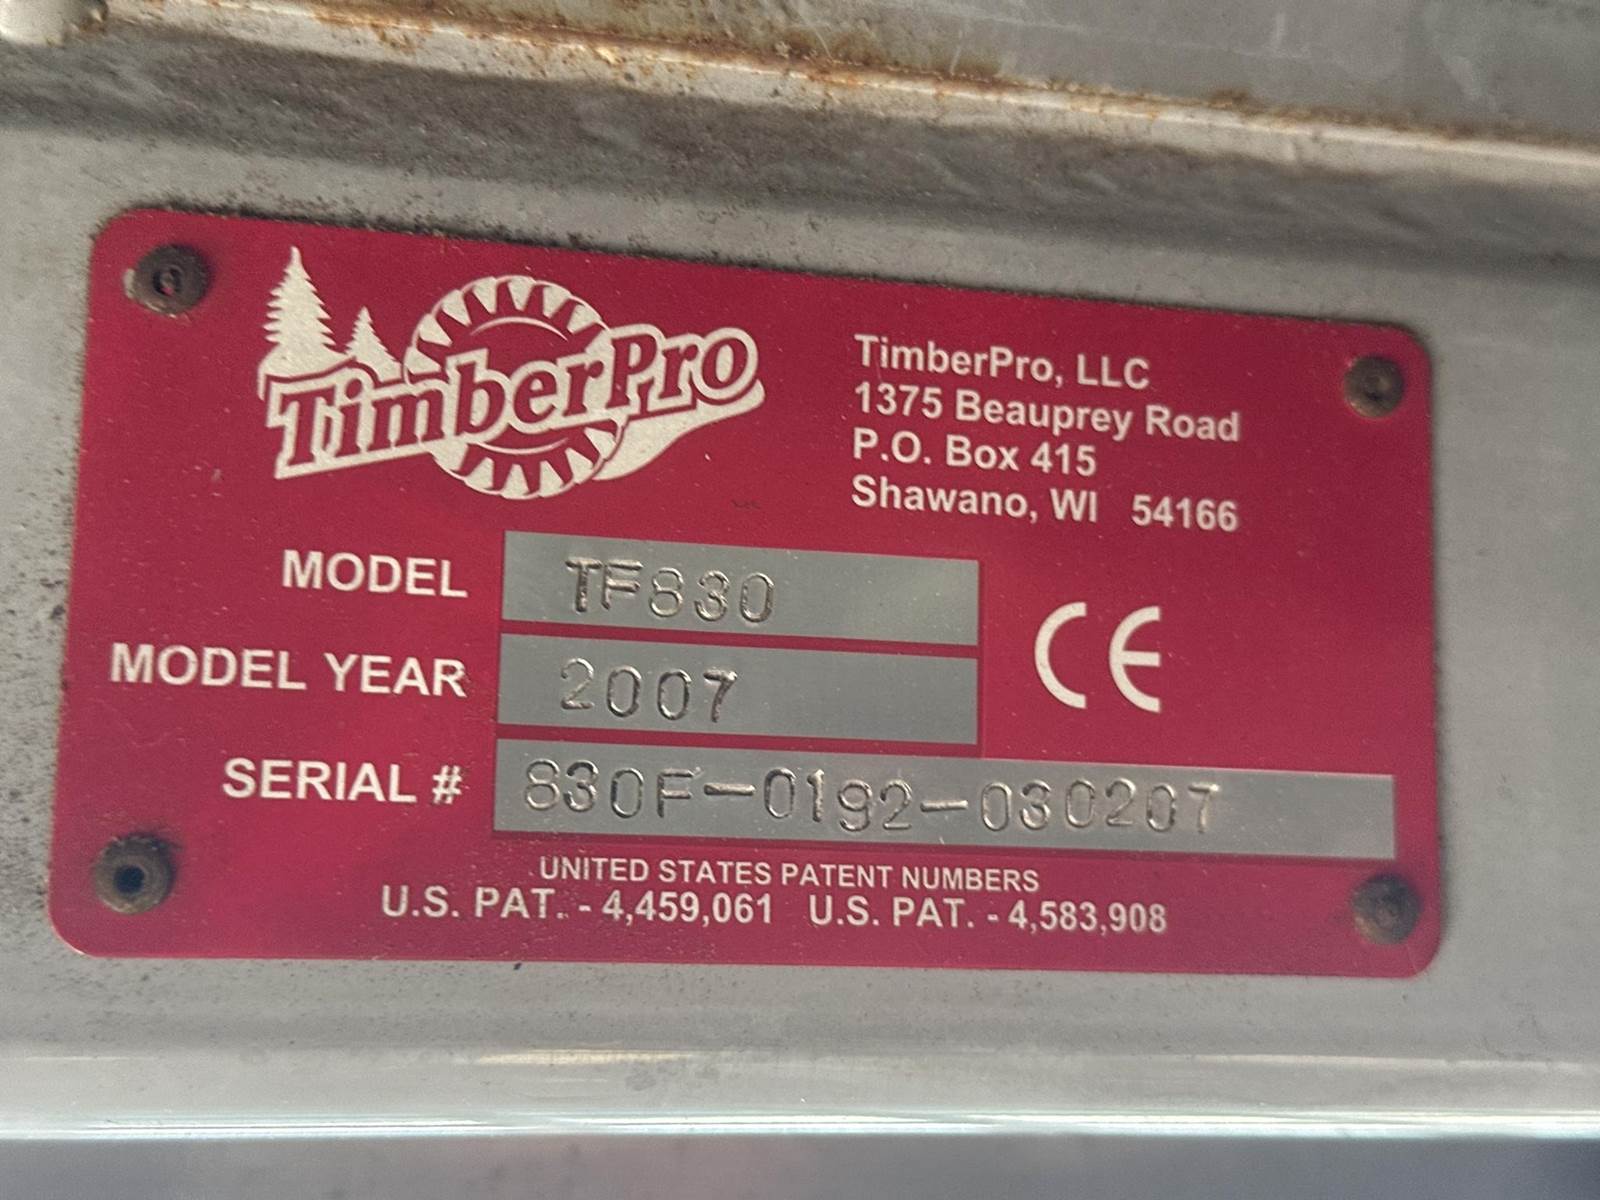 TimberPro
TimberPro, LLC
1375 Beauprey Road
P.O. Box 415
Shawano, WI 54166
MODEL TF830
MODEL YEAR 2007
CE
SERIAL # 830F-0192-030207
UNITED STATES PATENT NUMBERS
U.S. PAT. - 4,459,061 U.S. PAT. - 4,583,908